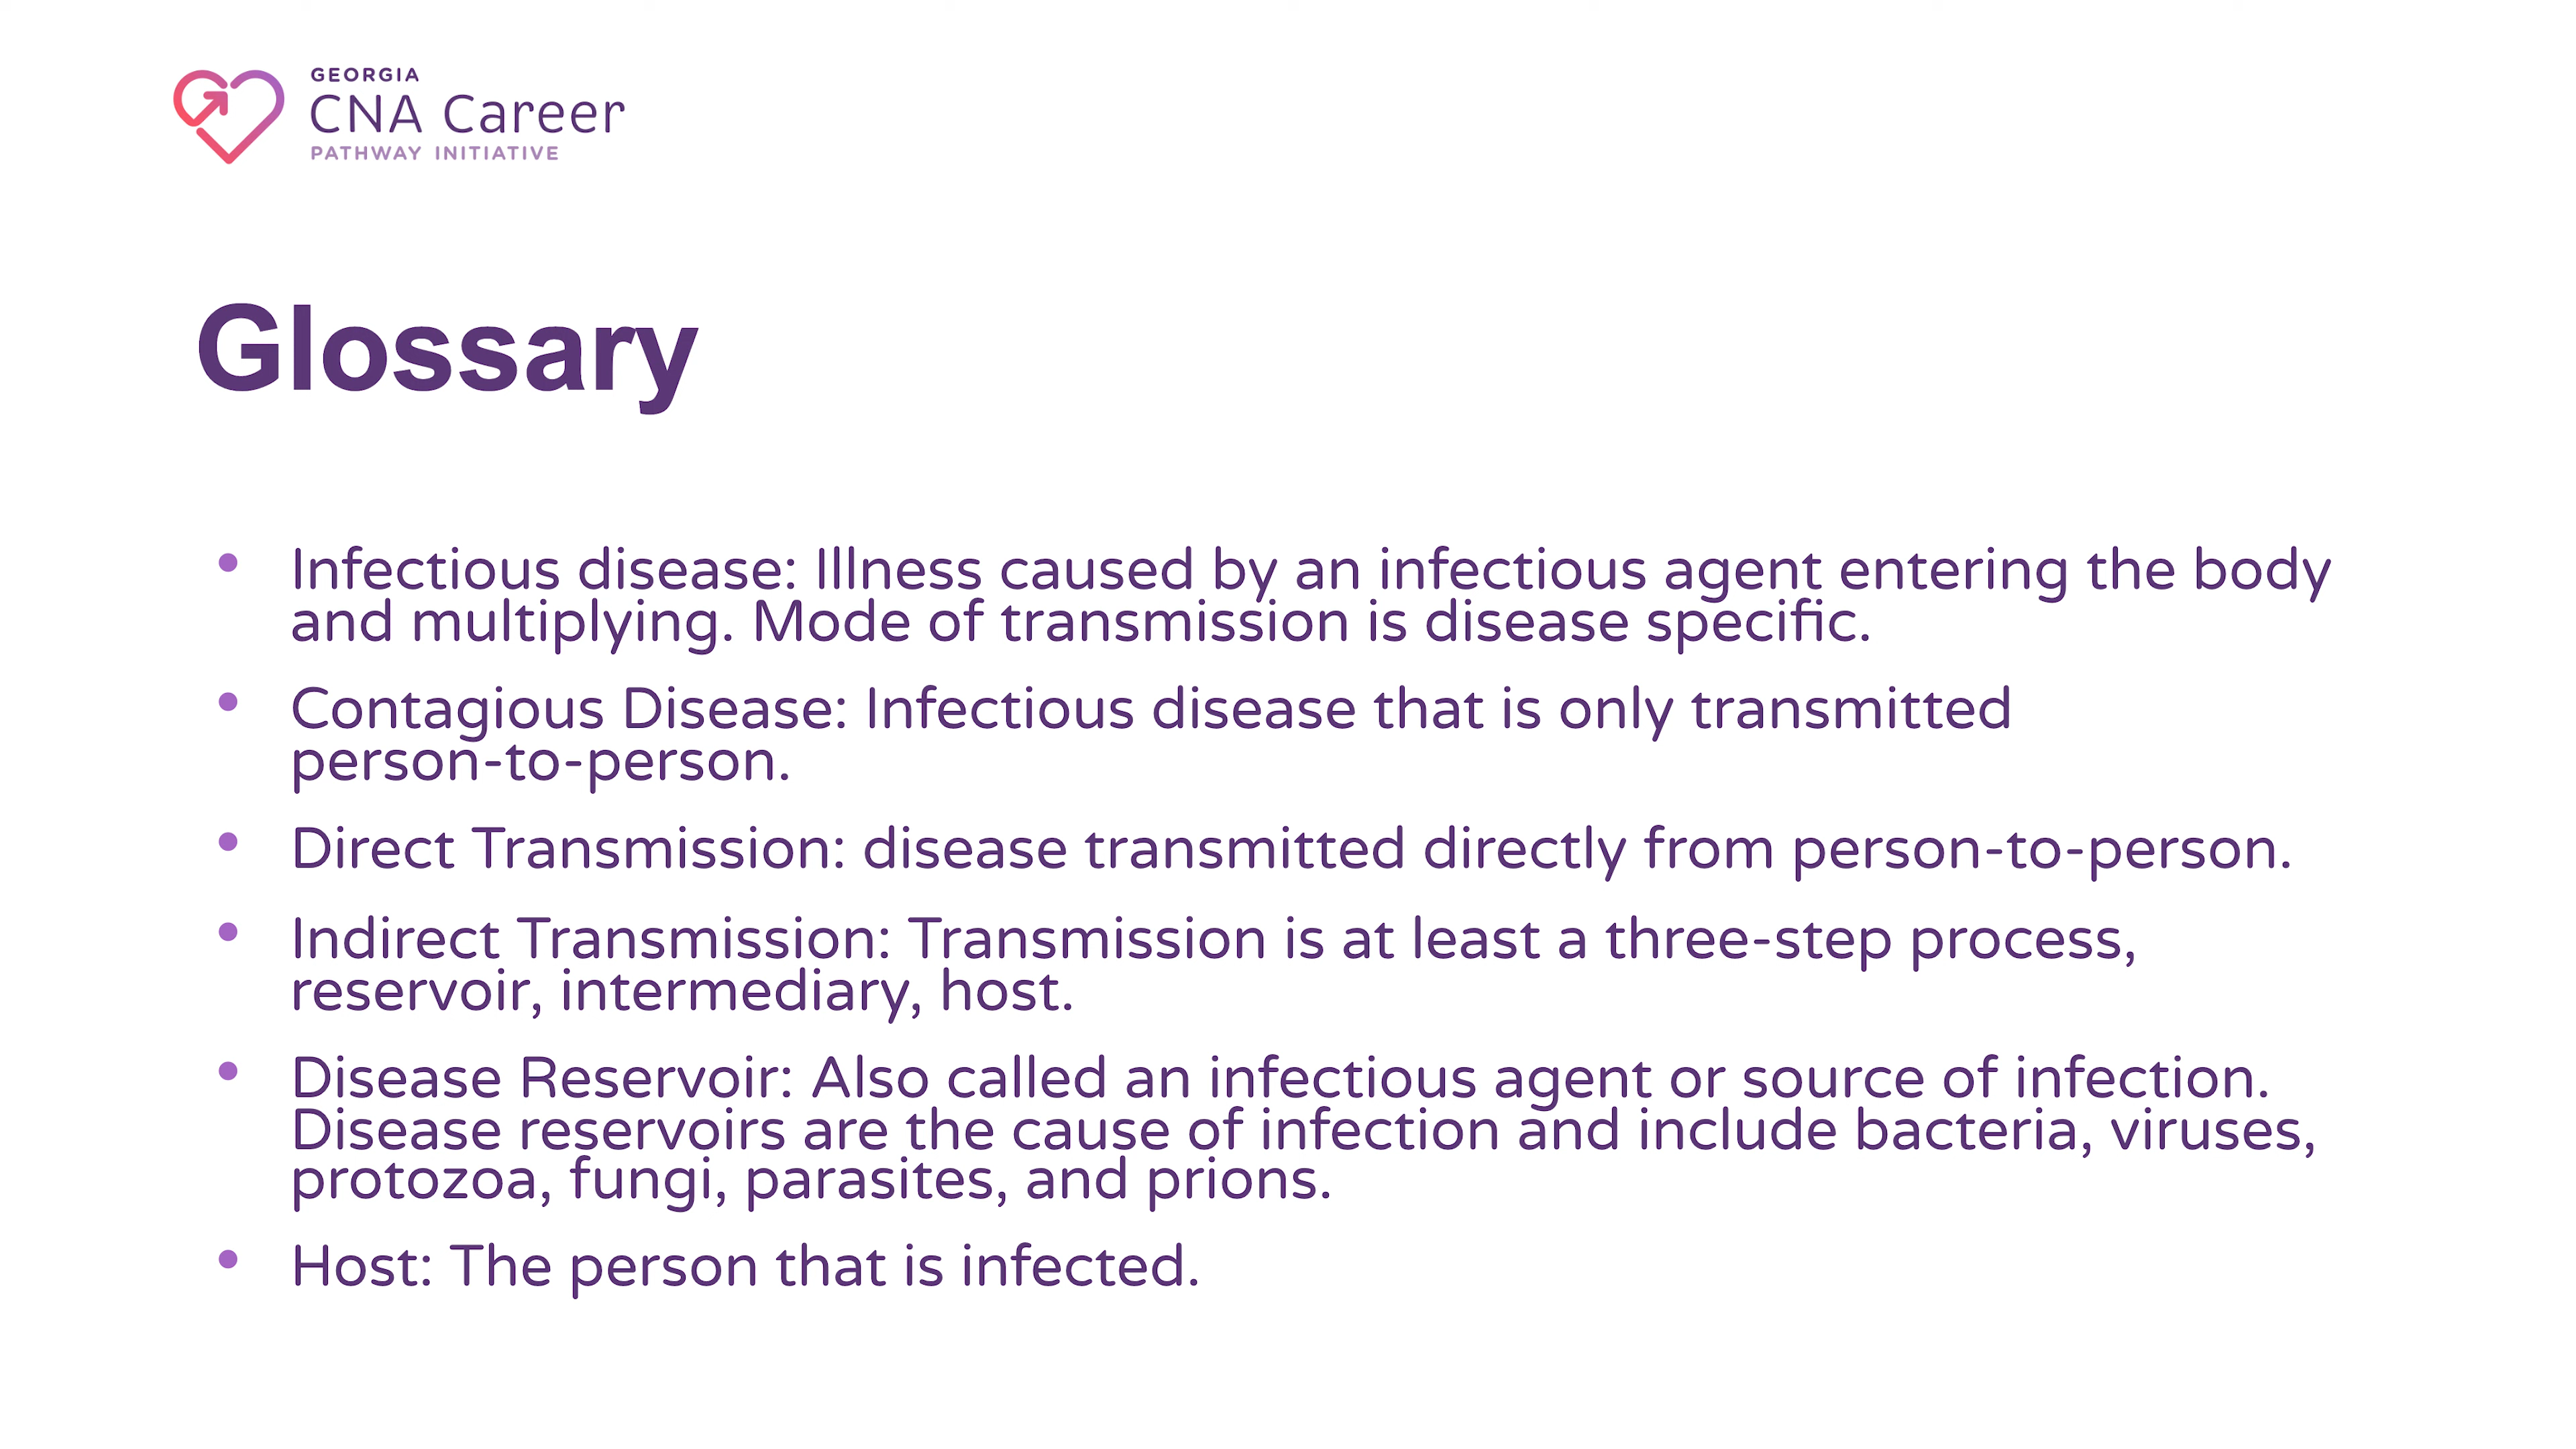 GEORGIA
CNA Career
PATHWAY INITIATIVE
Glossary
• Infectious disease: Illness caused by an infectious agent entering the body
and multiplying. Mode of transmission is disease specific.
• Contagious Disease: Infectious disease that is only transmitted
person-to-person.
• Direct Transmission: disease transmitted directly from person-to-person.
• Indirect Transmission: Transmission is at least a three-step process,
reservoir, intermediary, host.
• Disease Reservoir: Also called an infectious agent or source of infection.
Disease reservoirs are the cause of infection and include bacteria, viruses,
protozoa, fungi, parasites, and prions.
• Host: The person that is infected.